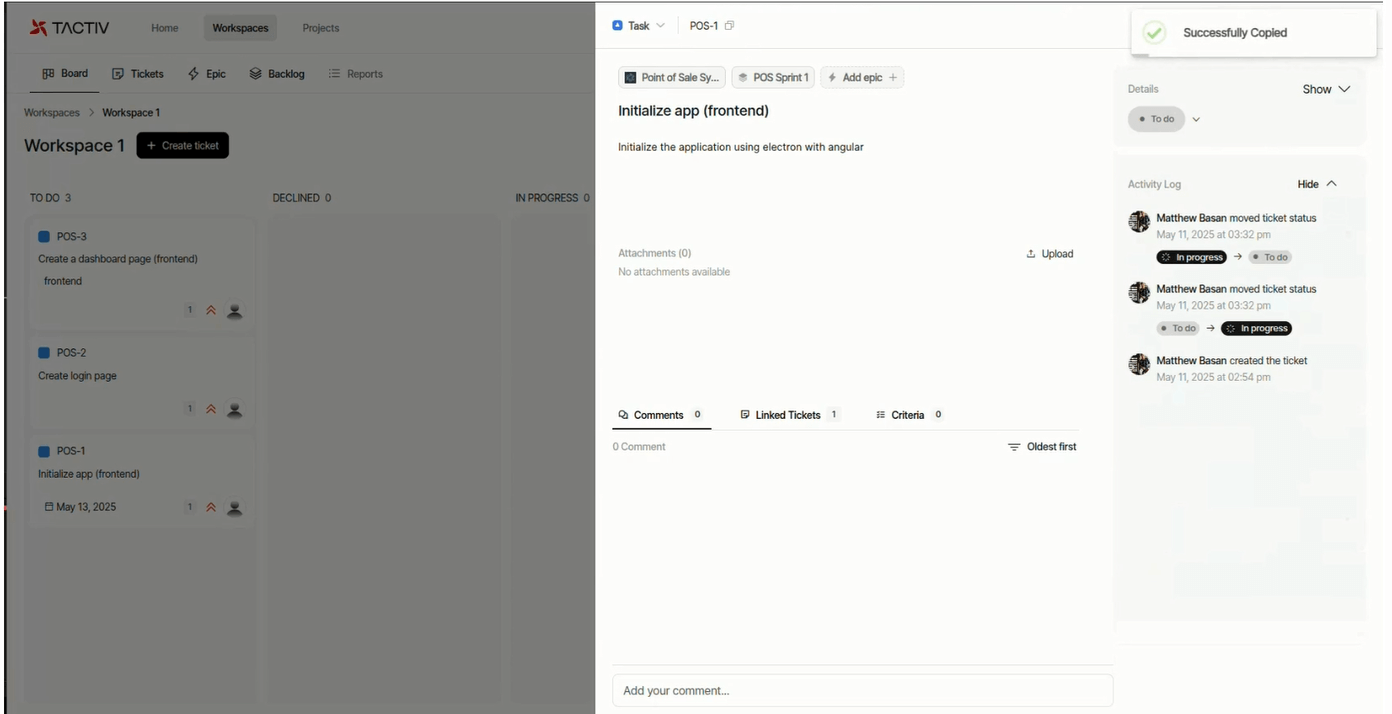 TACTIV
Home
Workspaces
Projects
Board
Tickets
Epic
Backlog
Reports
Workspaces > Workspace 1
Workspace 1
+ Create ticket
TO DO 3
DECLINED 0
IN PROGRESS 0
POS-3
Create a dashboard page (frontend)
frontend
1
POS-2
Create login page
1
POS-1
Initialize app (frontend)
May 13, 2025
1
Task
POS-1
Point of Sale Sy...
POS Sprint 1
Add epic +
Initialize app (frontend)
Initialize the application using electron with angular
Attachments (0)
Upload
No attachments available
Comments 0
Linked Tickets 1
Criteria 0
0 Comment
Oldest first
Add your comment...
Successfully Copied
Details
Show
To do
Activity Log
Hide
Matthew Basan moved ticket status
May 11, 2025 at 03:32 pm
In progress → To do
Matthew Basan moved ticket status
May 11, 2025 at 03:32 pm
To do → In progress
Matthew Basan created the ticket
May 11, 2025 at 02:54 pm